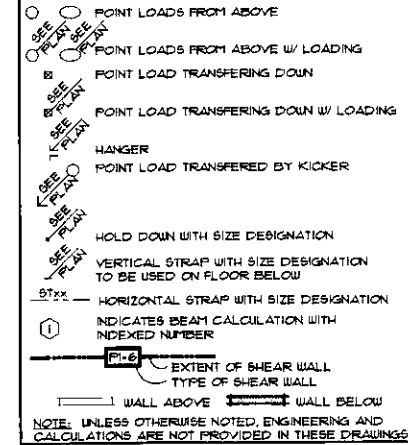 POINT LOADS FROM ABOVE
SEE PLAN
POINT LOADS FROM ABOVE W/ LOADING
POINT LOAD TRANSFERING DOWN
SEE PLAN
POINT LOAD TRANSFERING DOWN W/ LOADING
SEE PLAN
HANGER
POINT LOAD TRANSFERED BY KICKER
SEE PLAN
SEE PLAN
HOLD DOWN WITH SIZE DESIGNATION
SEE PLAN
VERTICAL STRAP WITH SIZE DESIGNATION
TO BE USED ON FLOOR BELOW
STxx
HORIZONTAL STRAP WITH SIZE DESIGNATION
INDICATES BEAM CALCULATION WITH
INDEXED NUMBER
P1-6
EXTENT OF SHEAR WALL
TYPE OF SHEAR WALL
WALL ABOVE WALL BELOW
NOTE: UNLESS OTHERWISE NOTED, ENGINEERING AND
CALCULATIONS ARE NOT PROVIDED IN THESE DRAWINGS